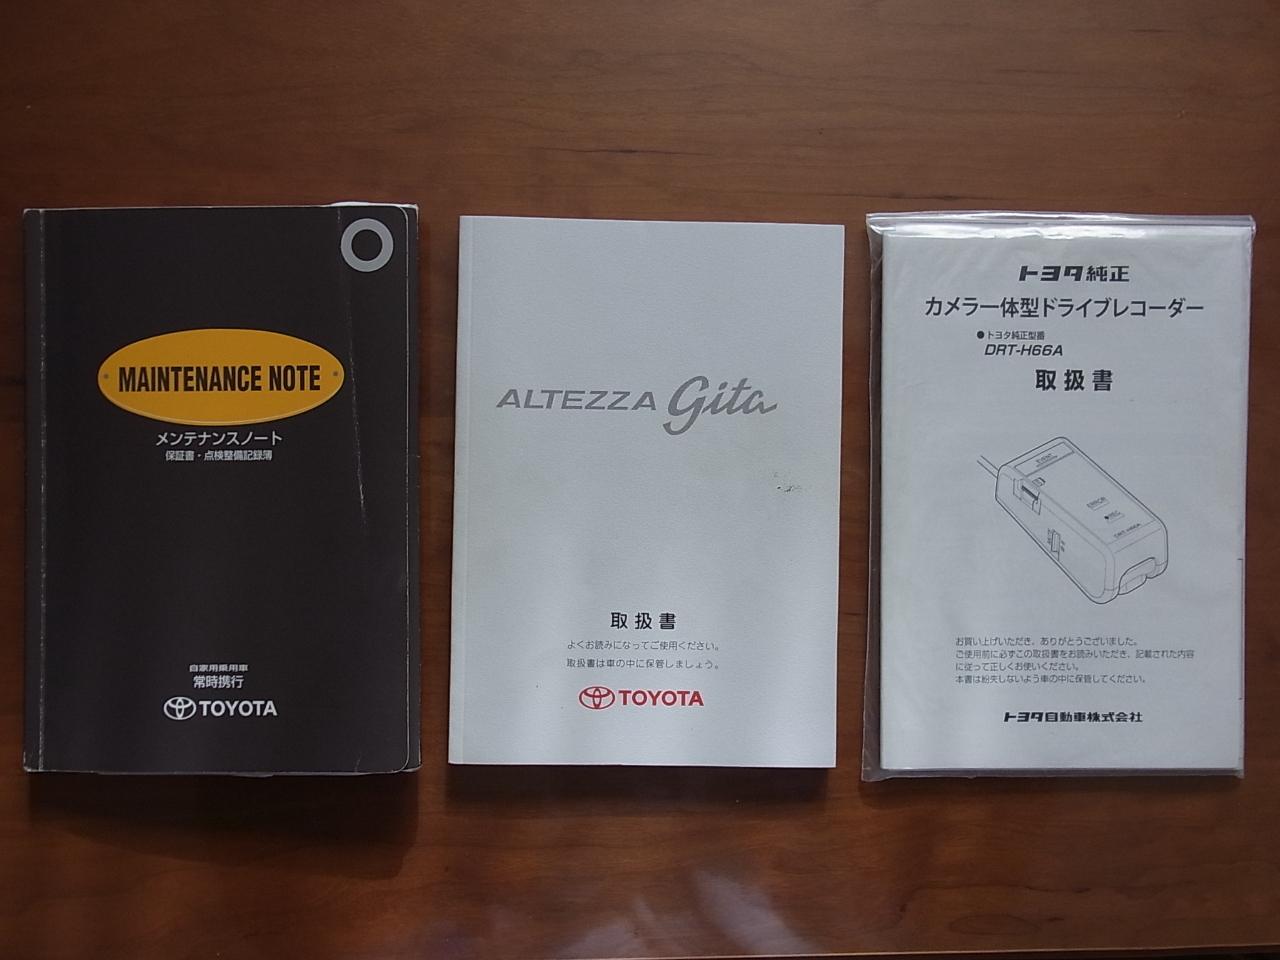 MAINTENANCE NOTE
メンテナンスノート
保証書・点検整備記録簿
自家用乗用車
常時携行
TOYOTA
ALTEZZA Gita
取扱書
よくお読みになってご使用ください。
取扱書は車の中に保管しましょう。
TOYOTA
トヨタ純正
カメラ一体型ドライブレコーダー
●トヨタ純正型番
DRT-H66A
取扱書
EVENT
ERROR
●REC
DRT-H66A
お買い上げいただき、ありがとうございました。
ご使用前に必ずこの取扱書をお読みいただき、記載された内容
に従って正しくお使いください。
本書は紛失しないよう車の中に保管してください。
トヨタ自動車株式会社